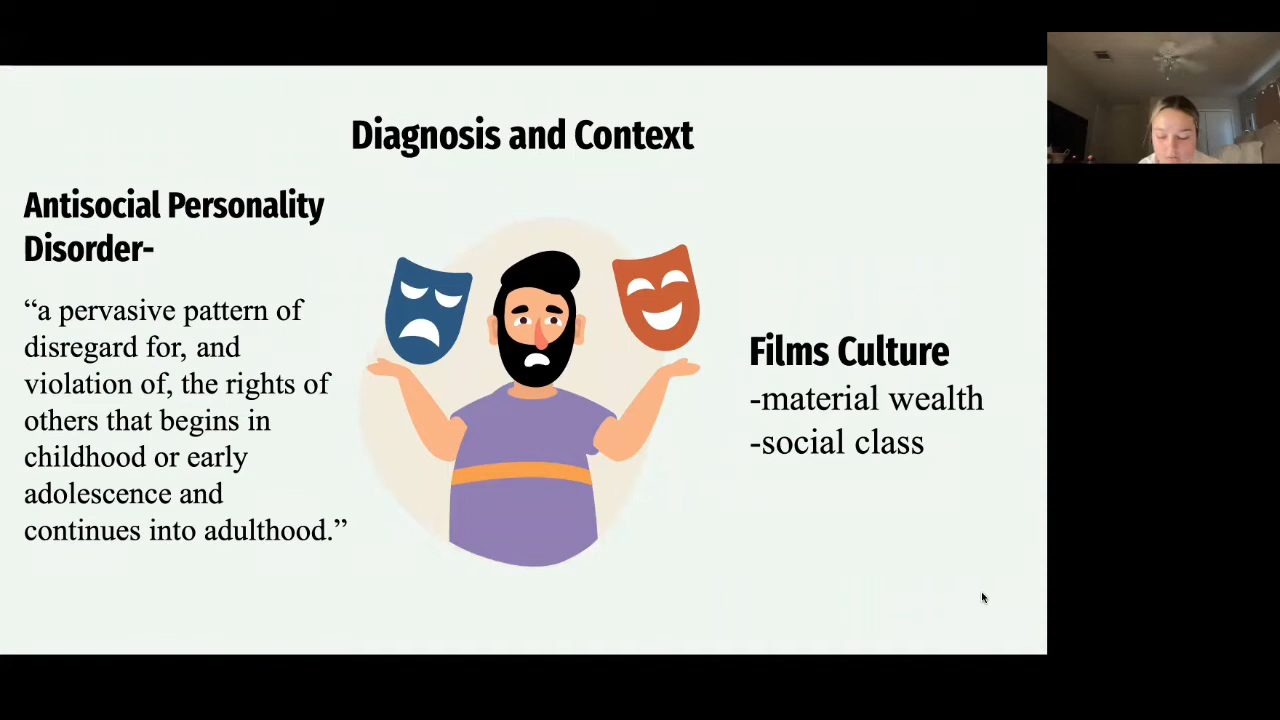 Diagnosis and Context
Antisocial Personality
Disorder-
“a pervasive pattern of
disregard for, and
violation of, the rights of
others that begins in
childhood or early
adolescence and
continues into adulthood.”
Films Culture
-material wealth
-social class